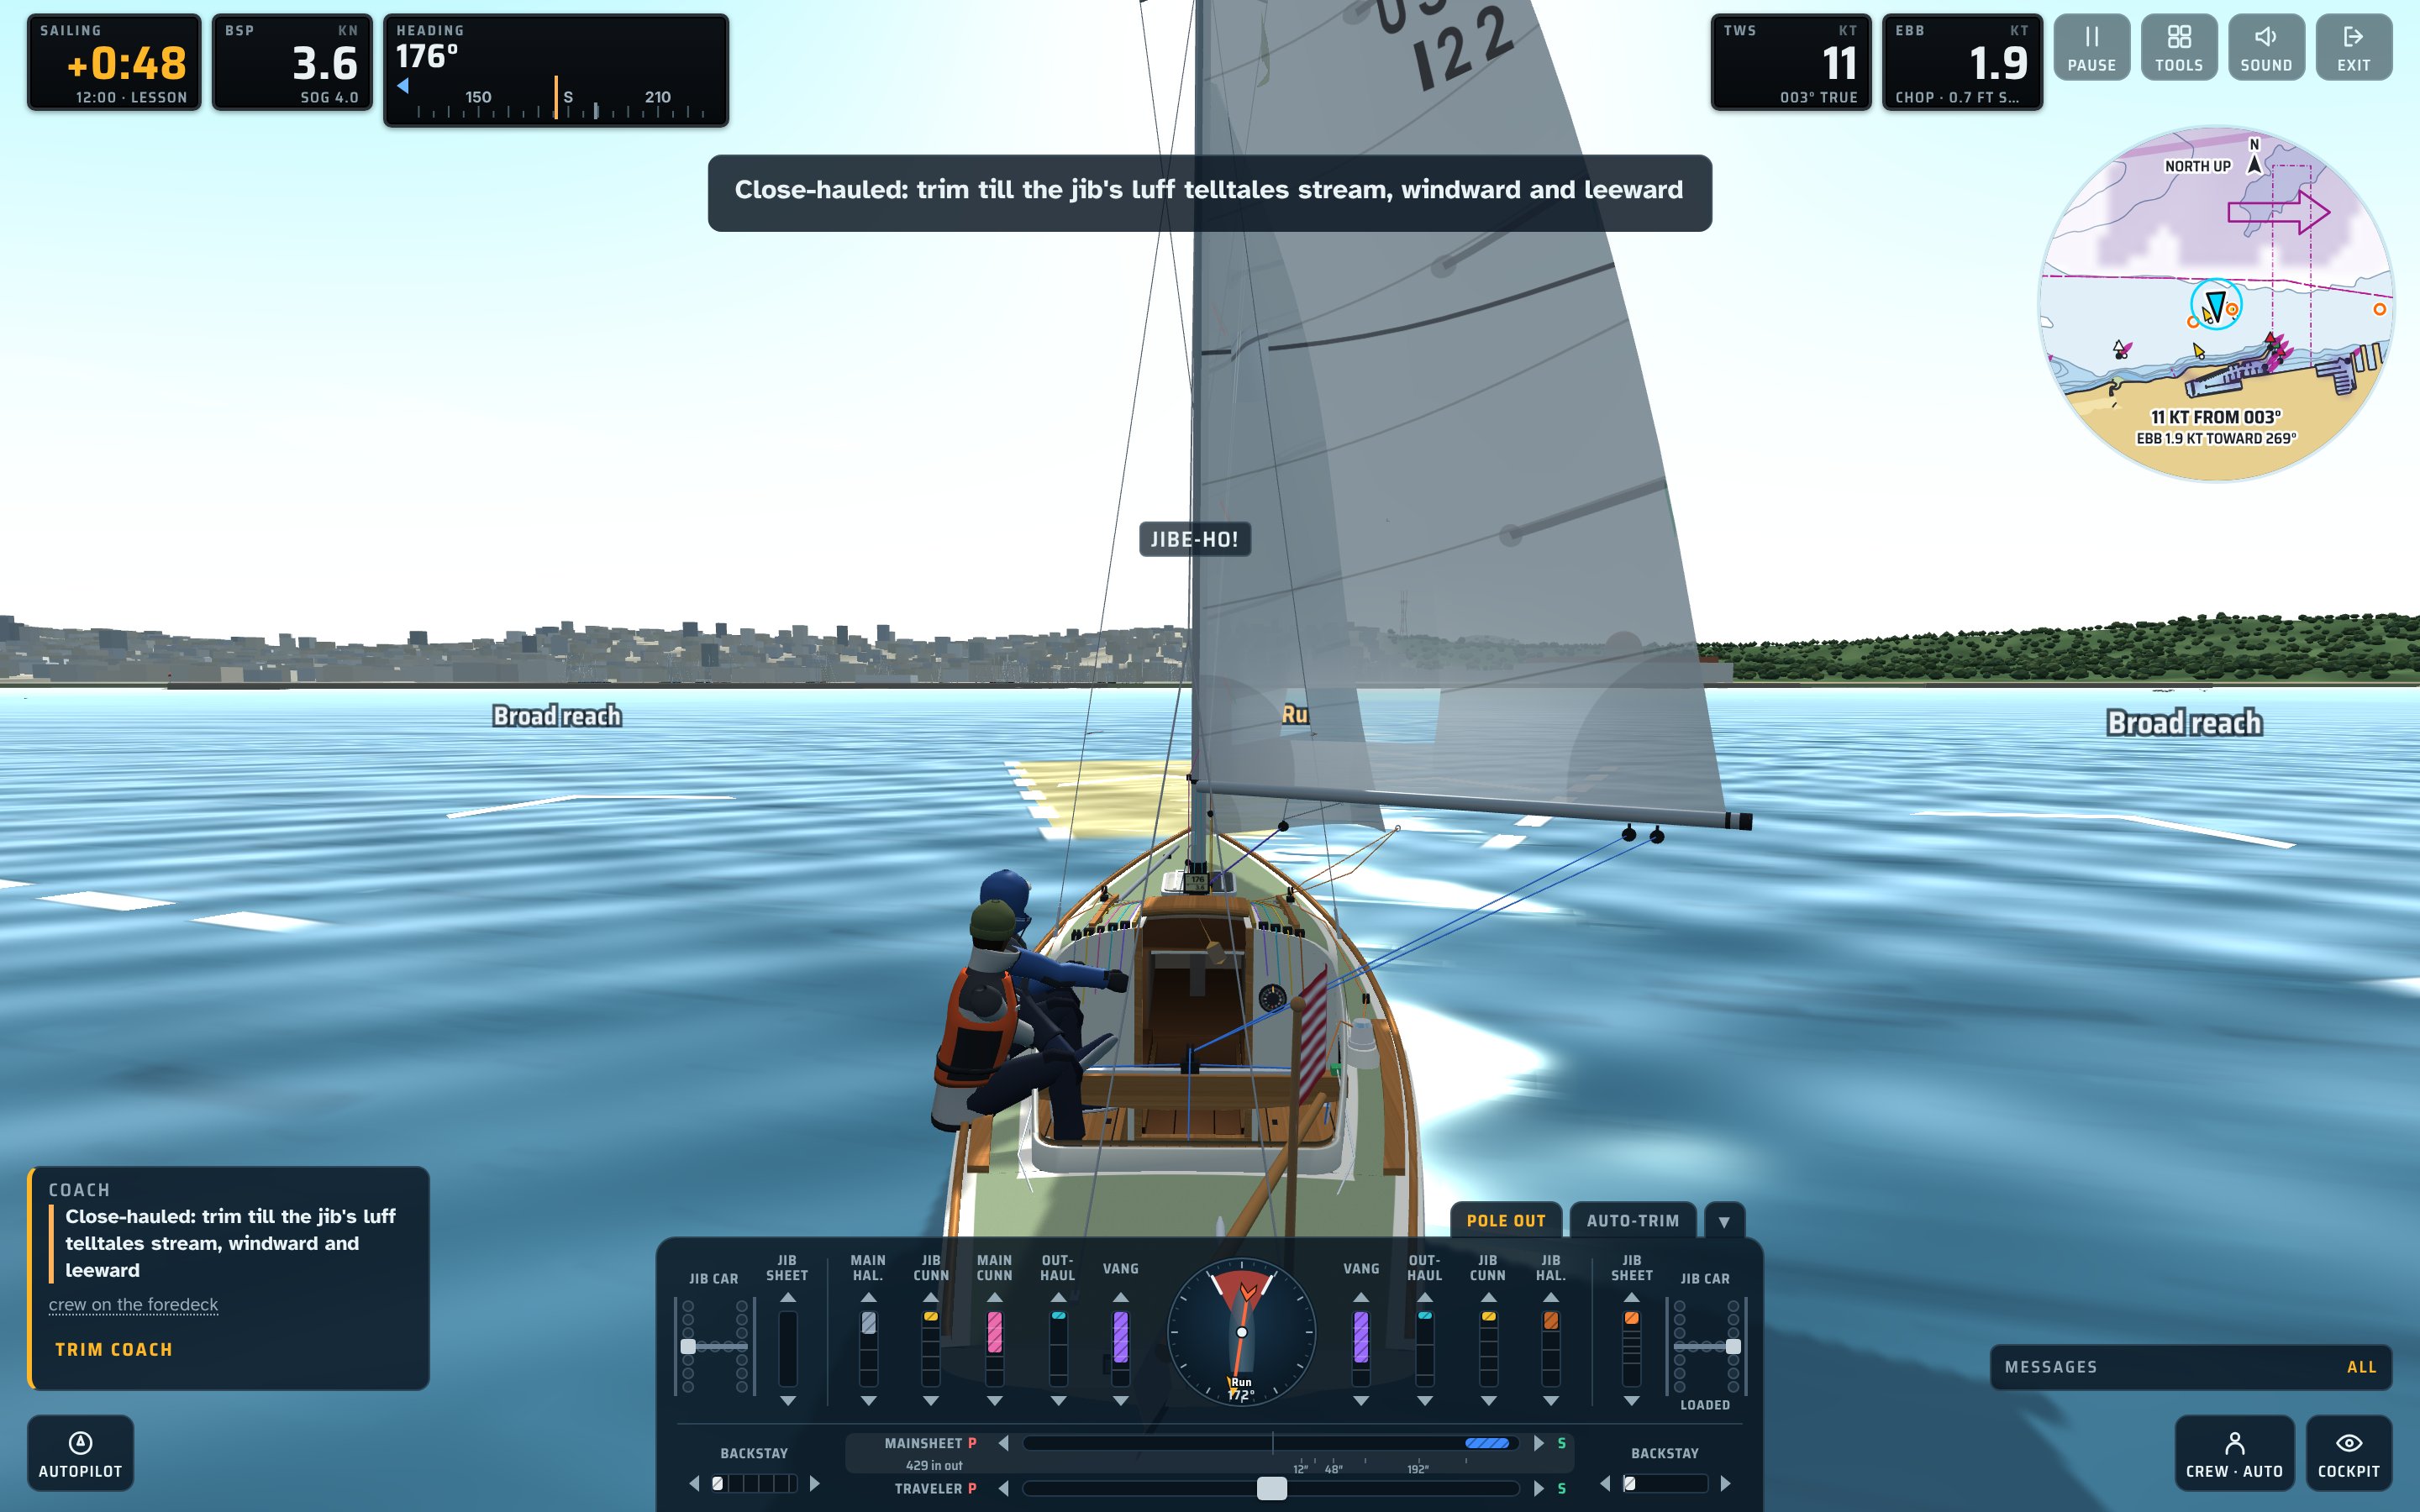 SAILING
+0:48
12:00 · LESSON
BSP KN
3.6
SOG 4.0
HEADING
176°
150 S 210
TWS KT
11
003° TRUE
EBB KT
1.9
CHOP · 0.7 FT S...
PAUSE
TOOLS
SOUND
EXIT
122
Close-hauled: trim till the jib's luff telltales stream, windward and leeward
N
NORTH UP
11 KT FROM 003°
EBB 1.9 KT TOWARD 269°
JIBE-HO!
Broad reach
Ru
Broad reach
176
3.6
COACH
Close-hauled: trim till the jib's luff
telltales stream, windward and
leeward
crew on the foredeck
TRIM COACH
AUTOPILOT
POLE OUT
AUTO-TRIM
▼
JIB CAR
JIB SHEET
MAIN HAL.
JIB CUNN
MAIN CUNN
OUT-HAUL
VANG
Run
172°
VANG
OUT-HAUL
JIB CUNN
JIB HAL.
JIB SHEET
JIB CAR
LOADED
BACKSTAY
MAINSHEET P
S
429 in out
12" 48" 192"
TRAVELER P
S
BACKSTAY
MESSAGES ALL
CREW · AUTO
COCKPIT